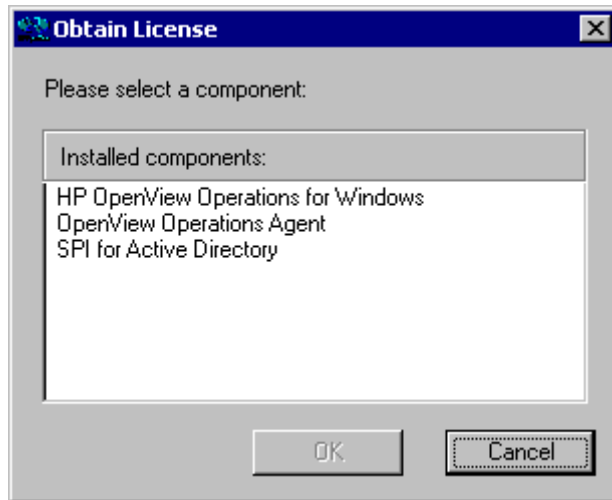 Obtain License
Please select a component:
Installed components:
HP OpenView Operations for Windows
OpenView Operations Agent
SPI for Active Directory
OK
Cancel